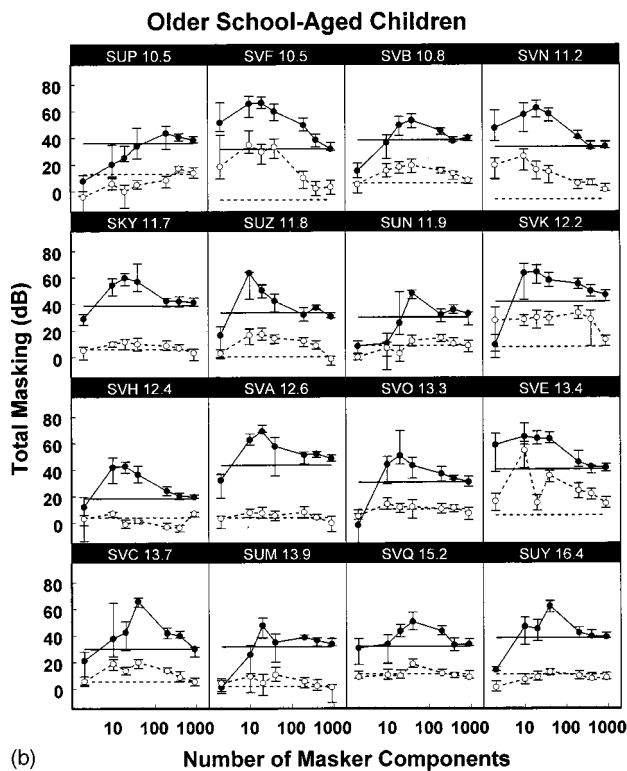 Older School-Aged Children
SUP 10.5 SVF 10.5 SVB 10.8 SVN 11.2
80
60
40
20
0
SKY 11.7 SUZ 11.8 SUN 11.9 SVK 12.2
80
60
40
20
0
SVH 12.4 SVA 12.6 SVO 13.3 SVE 13.4
80
60
40
20
0
SVC 13.7 SUM 13.9 SVQ 15.2 SUY 16.4
80
60
40
20
0
Total Masking (dB)
10 100 1000 10 100 1000 10 100 1000 10 100 1000
(b) Number of Masker Components